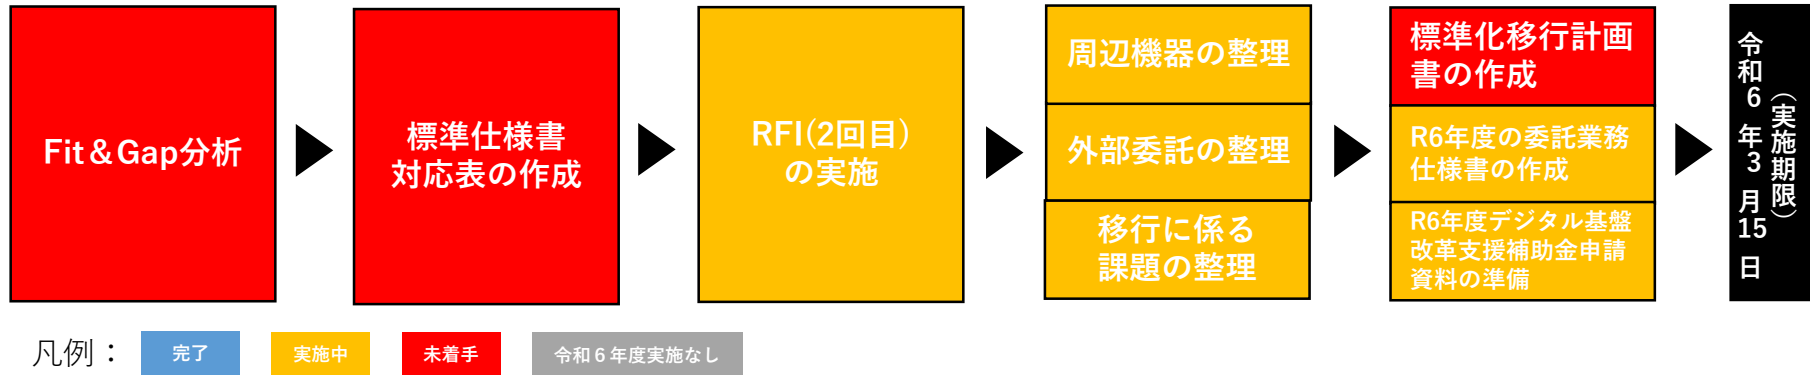 Fit＆Gap分析
標準仕様書
対応表の作成
RFI(2回目)
の実施
周辺機器の整理
外部委託の整理
移行に係る
課題の整理
標準化移行計画
書の作成
R6年度の委託業務
仕様書の作成
R6年度デジタル基盤
改革支援補助金申請
資料の準備
（実施期限）
令和6年3月15日
凡例：
完了
実施中
未着手
令和６年度実施なし